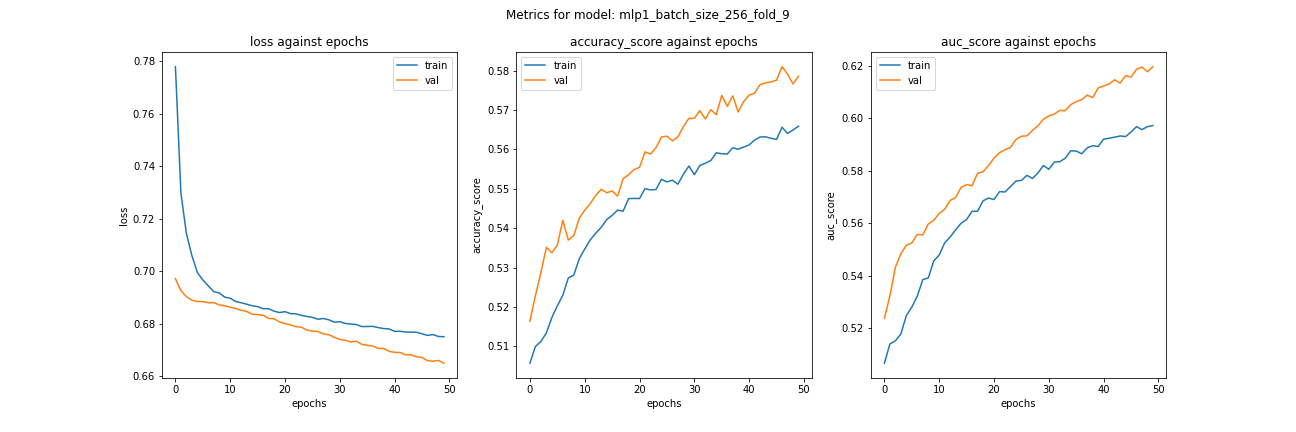 Metrics for model: mlp1_batch_size_256_fold_9
loss against epochs
0.78
0.76
0.74
0.72
0.70
0.68
0.66
loss
0
10
20
30
40
50
epochs
train
val
accuracy_score against epochs
0.58
0.57
0.56
0.55
0.54
0.53
0.52
0.51
accuracy_score
0
10
20
30
40
50
epochs
train
val
auc_score against epochs
0.62
0.60
0.58
0.56
0.54
0.52
auc_score
0
10
20
30
40
50
epochs
train
val